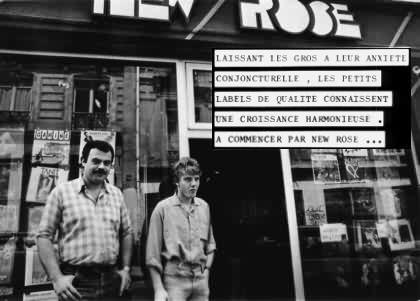 NEW ROSE
LAISSANT LES GROS A LEUR ANXIETE
CONJONCTURELLE , LES PETITS
LABELS DE QUALITE CONNAISSENT
UNE CROISSANCE HARMONIEUSE .
A COMMENCER PAR NEW ROSE ...
GAMINE